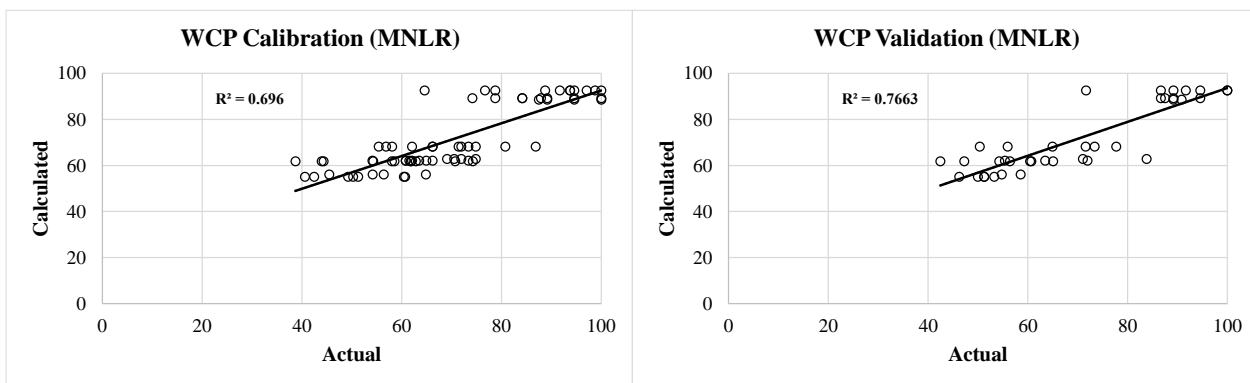 WCP Calibration (MNLR)
R² = 0.696
100
80
60
40
20
0
Calculated
0 20 40 60 80 100
Actual
WCP Validation (MNLR)
R² = 0.7663
100
80
60
40
20
0
Calculated
0 20 40 60 80 100
Actual